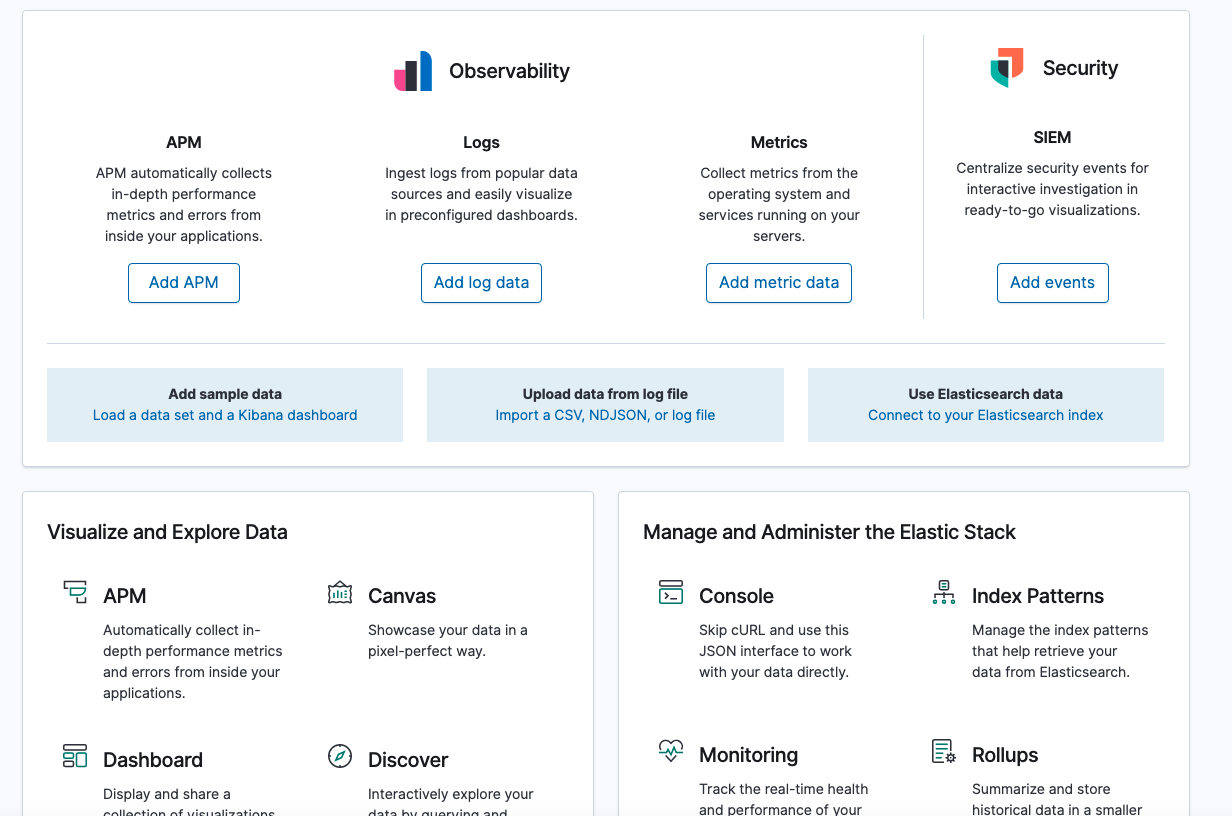 Observability
Security
APM
APM automatically collects
in-depth performance
metrics and errors from
inside your applications.
Add APM
Logs
Ingest logs from popular data
sources and easily visualize
in preconfigured dashboards.
Add log data
Metrics
Collect metrics from the
operating system and
services running on your
servers.
Add metric data
SIEM
Centralize security events for
interactive investigation in
ready-to-go visualizations.
Add events
Add sample data
Load a data set and a Kibana dashboard
Upload data from log file
Import a CSV, NDJSON, or log file
Use Elasticsearch data
Connect to your Elasticsearch index
Visualize and Explore Data
APM
Automatically collect in-
depth performance metrics
and errors from inside your
applications.
Canvas
Showcase your data in a
pixel-perfect way.
Dashboard
Display and share a
collection of visualizations
Discover
Interactively explore your
data by querying and
Manage and Administer the Elastic Stack
Console
Skip cURL and use this
JSON interface to work
with your data directly.
Index Patterns
Manage the index patterns
that help retrieve your
data from Elasticsearch.
Monitoring
Track the real-time health
and performance of your
Rollups
Summarize and store
historical data in a smaller